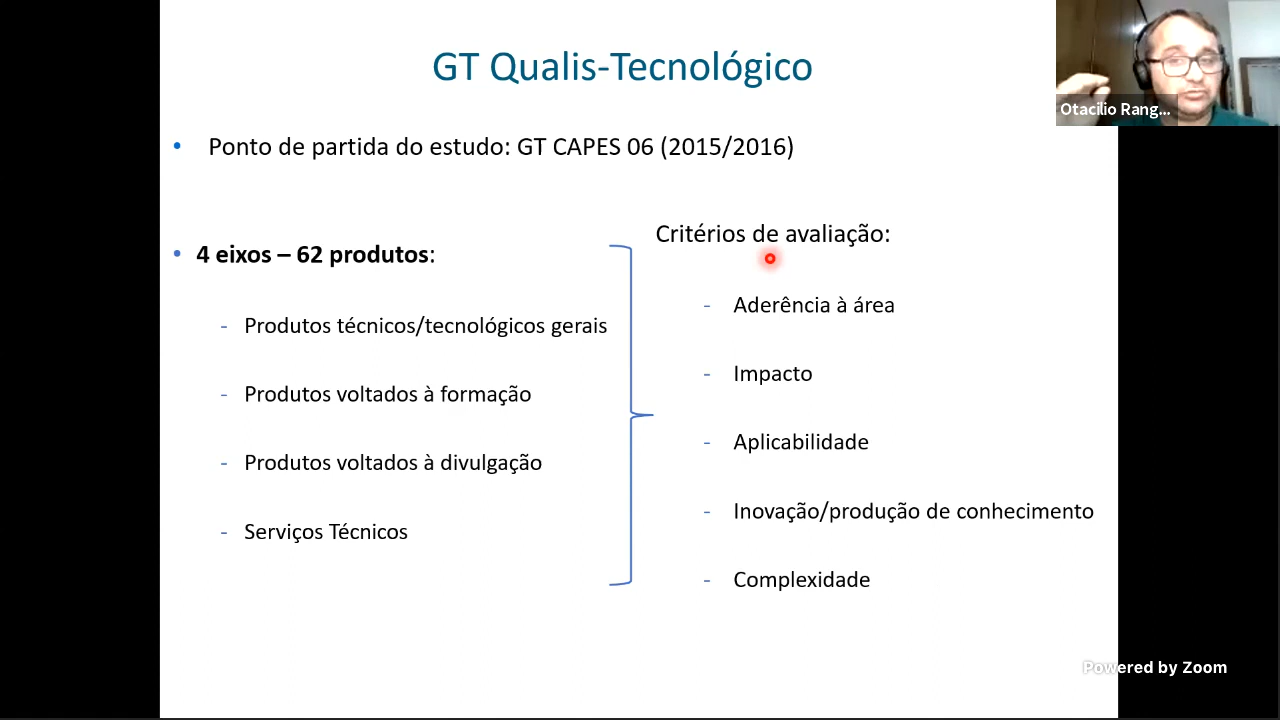 GT Qualis-Tecnológico
Otacilio Rang...
• Ponto de partida do estudo: GT CAPES 06 (2015/2016)
• 4 eixos – 62 produtos:
- Produtos técnicos/tecnológicos gerais
- Produtos voltados à formação
- Produtos voltados à divulgação
- Serviços Técnicos
Critérios de avaliação:
- Aderência à área
- Impacto
- Aplicabilidade
- Inovação/produção de conhecimento
- Complexidade
Powered by Zoom